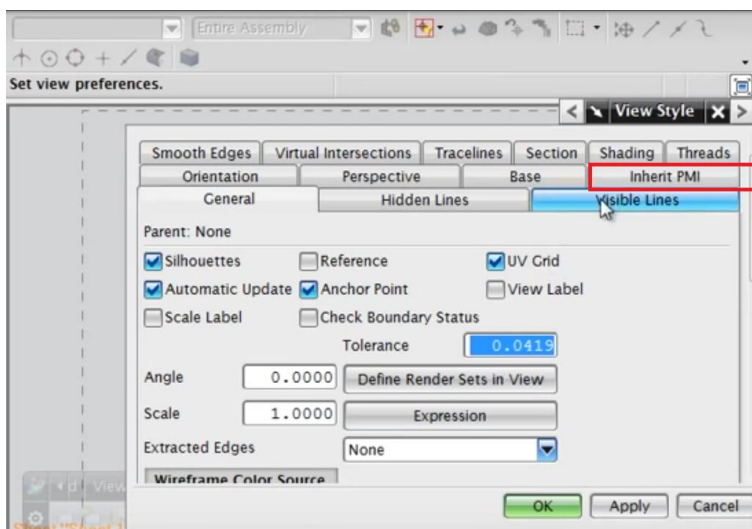 Entire Assembly
Set view preferences.
View Style
Smooth Edges Virtual Intersections Tracelines Section Shading Threads
Orientation Perspective Base Inherit PMI
General Hidden Lines Visible Lines
Parent: None
Silhouettes Reference UV Grid
Automatic Update Anchor Point View Label
Scale Label Check Boundary Status
Tolerance 0.0419
Angle 0.0000 Define Render Sets in View
Scale 1.0000 Expression
Extracted Edges None
Wireframe Color Source
View
OK Apply Cancel